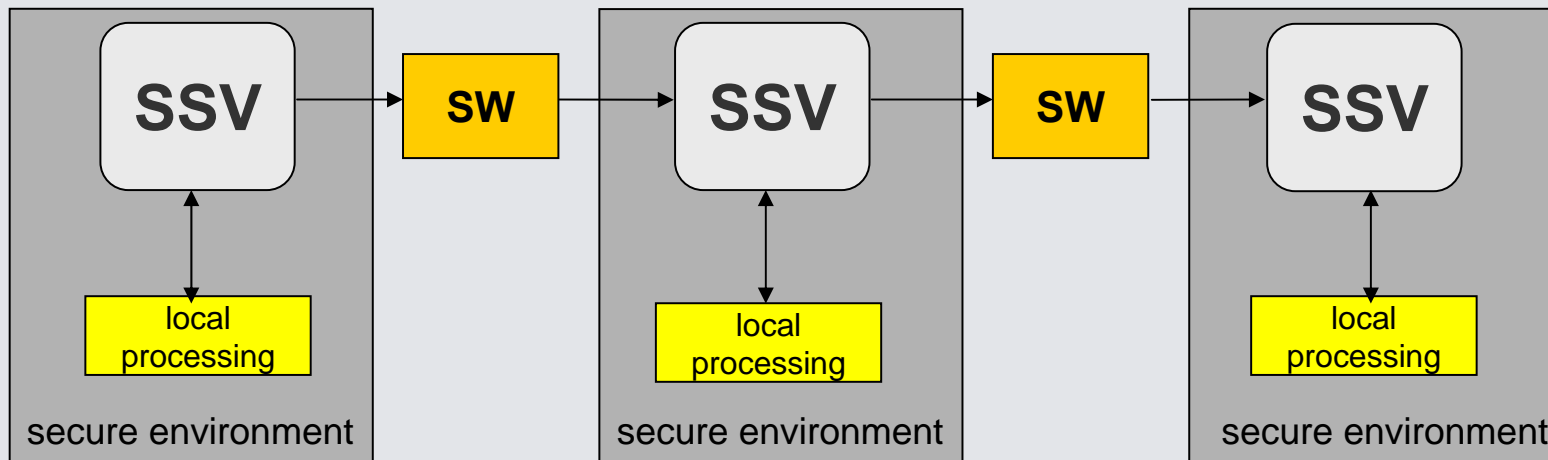 SSV
SW
SSV
SW
SSV
local
processing
local
processing
local
processing
secure environment
secure environment
secure environment